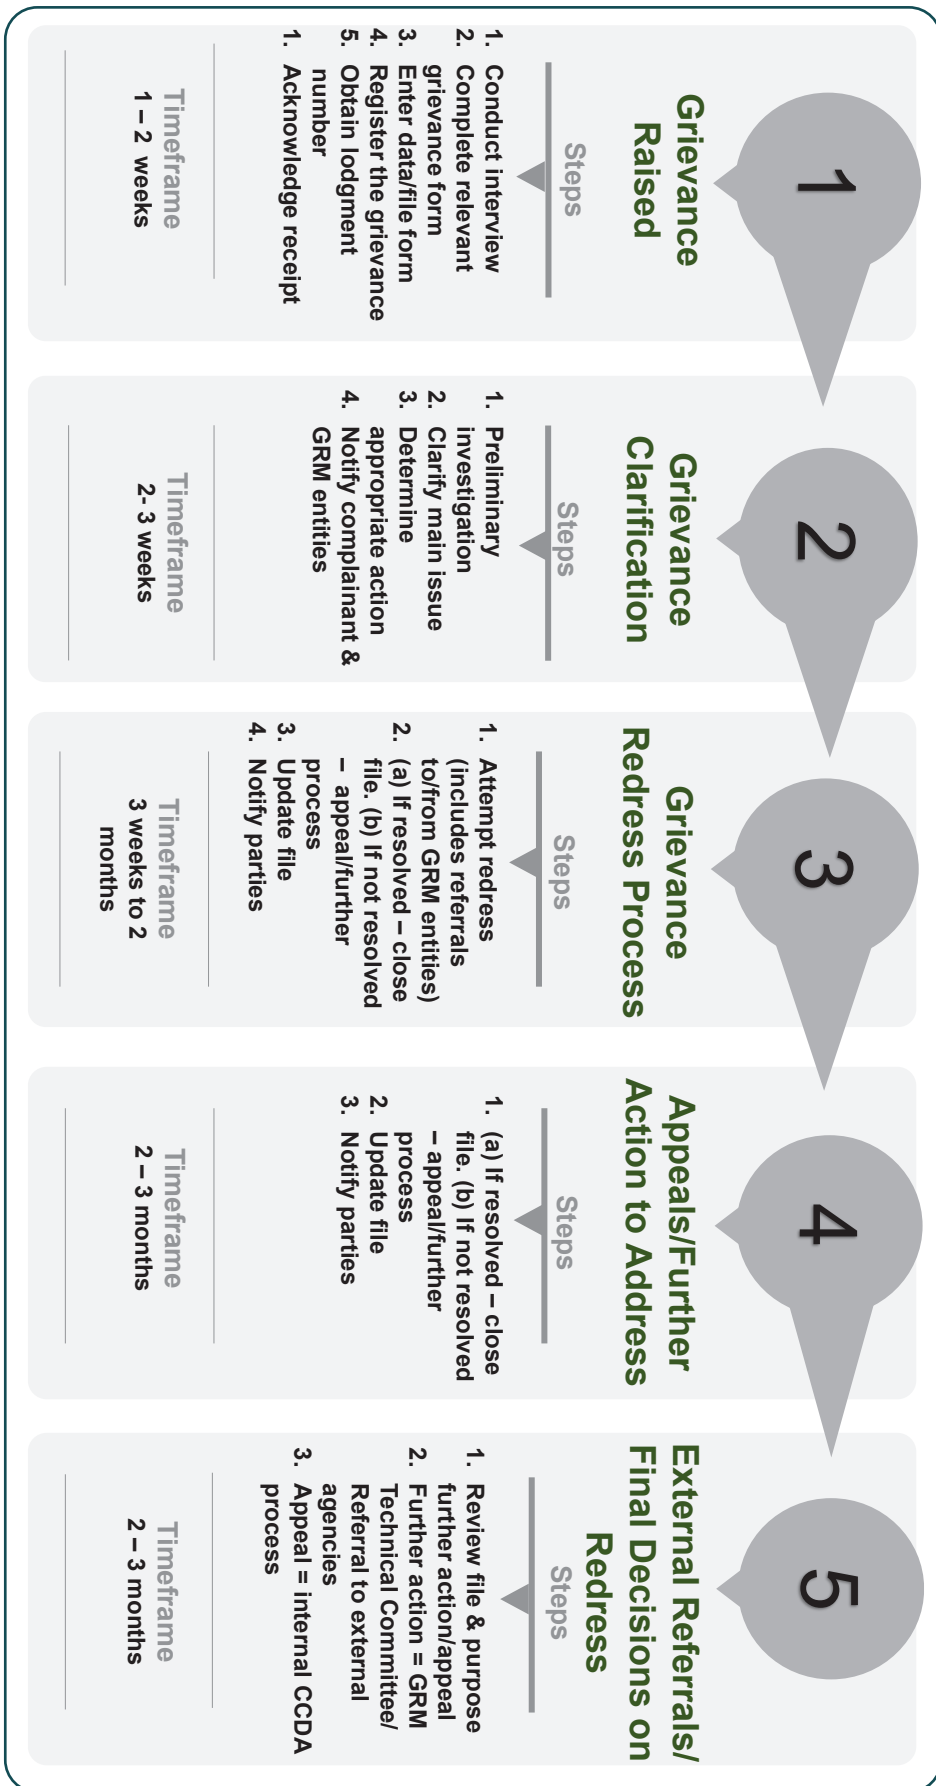 1
Grievance
Raised
Steps
1. Conduct interview
2. Complete relevant
grievance form
3. Enter data/file form
4. Register the grievance
5. Obtain lodgment
number
1. Acknowledge receipt
Timeframe
1 – 2 weeks
2
Grievance
Clarification
Steps
1. Preliminary
investigation
2. Clarify main issue
3. Determine
appropriate action
4. Notify complainant &
GRM entities
Timeframe
2- 3 weeks
3
Grievance
Redress Process
Steps
1. Attempt redress
(includes referrals
to/from GRM entities)
2. (a) If resolved – close
file. (b) If not resolved
– appeal/further
process
3. Update file
4. Notify parties
Timeframe
3 weeks to 2
months
4
Appeals/Further
Action to Address
Steps
1. (a) If resolved – close
file. (b) If not resolved
– appeal/further
process
2. Update file
3. Notify parties
Timeframe
2 – 3 months
5
External Referrals/
Final Decisions on
Redress
Steps
1. Review file & purpose
further action/appeal
2. Further action = GRM
Technical Committee/
Referral to external
agencies
3. Appeal = internal CCDA
process
Timeframe
2 – 3 months